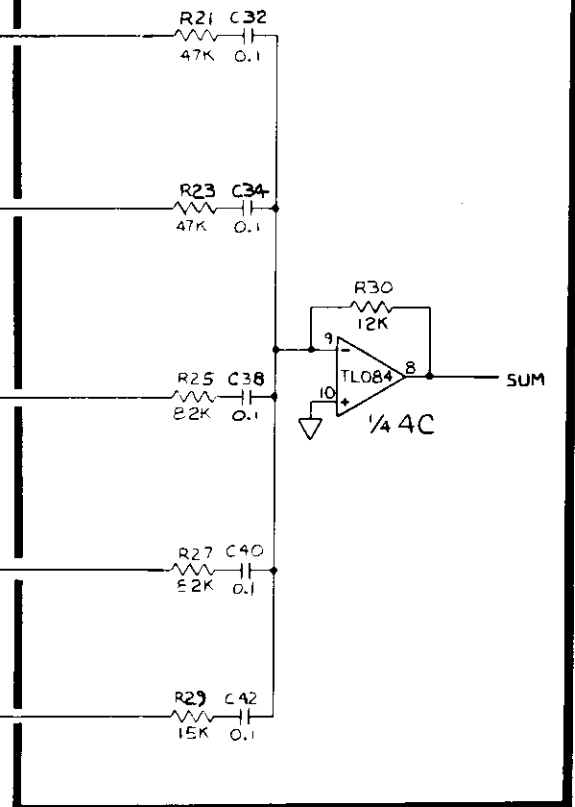 R21 C32
47K 0.1
R23 C34
47K 0.1
R30
12K
9 -
TL084 8
SUM
10 +
1/4 4C
R25 C38
82K 0.1
R27 C40
82K 0.1
R29 C42
15K 0.1